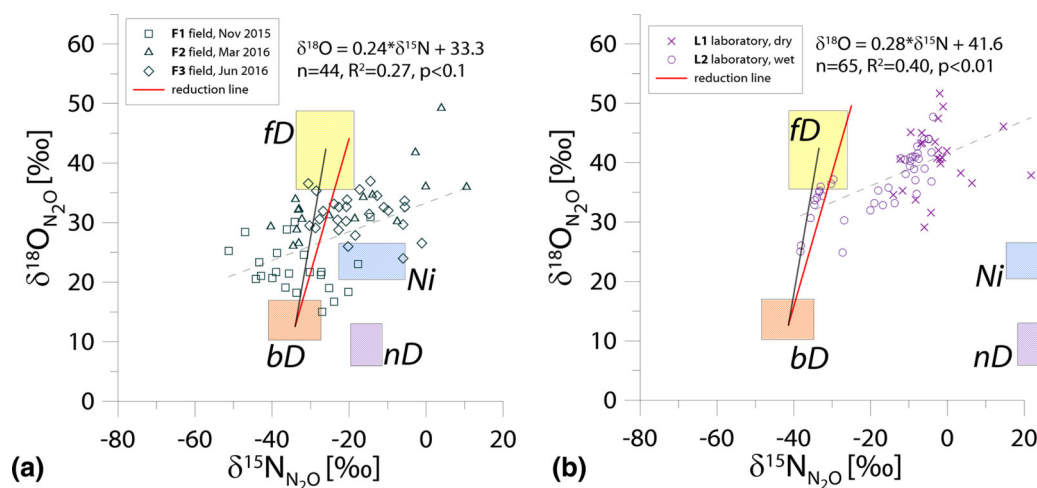 F1 field, Nov 2015
F2 field, Mar 2016
F3 field, Jun 2016
reduction line
δ¹⁸O = 0.24*δ¹⁵N + 33.3
n=44, R²=0.27, p<0.1
60
50
40
30
20
10
0
δ¹⁸O_N₂O [‰]
fD
Ni
bD
nD
-80 -60 -40 -20 0 20
(a)
δ¹⁵N_N₂O [‰]
L1 laboratory, dry
L2 laboratory, wet
reduction line
δ¹⁸O = 0.28*δ¹⁵N + 41.6
n=65, R²=0.40, p<0.01
60
50
40
30
20
10
0
δ¹⁸O_N₂O [‰]
fD
Ni
bD
nD
-80 -60 -40 -20 0 20
(b)
δ¹⁵N_N₂O [‰]